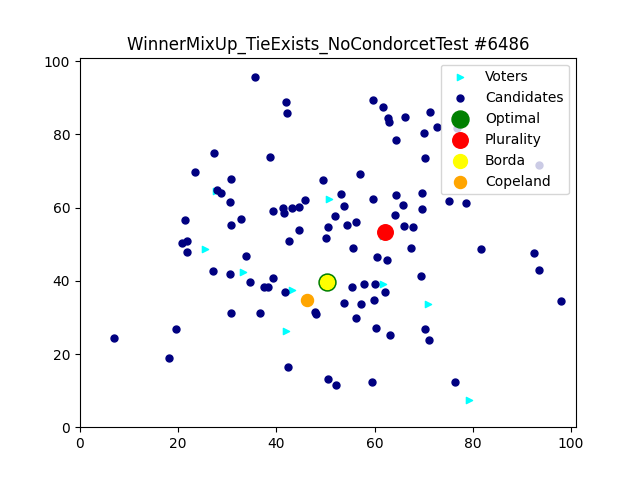 WinnerMixUp_TieExists_NoCondorcetTest #6486
100
80
60
40
20
0
0
20
40
60
80
100
Voters
Candidates
Optimal
Plurality
Borda
Copeland